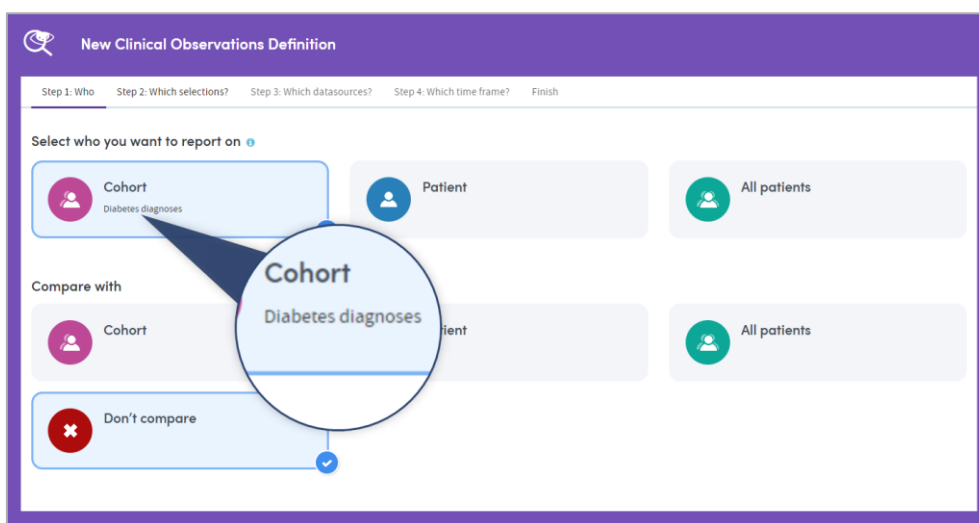 New Clinical Observations Definition
Step 1: Who Step 2: Which selections? Step 3: Which datasources? Step 4: Which time frame? Finish
Select who you want to report on
Cohort
Diabetes diagnoses
Patient
All patients
Cohort
Diabetes diagnoses
Compare with
Cohort
tient
All patients
Don't compare